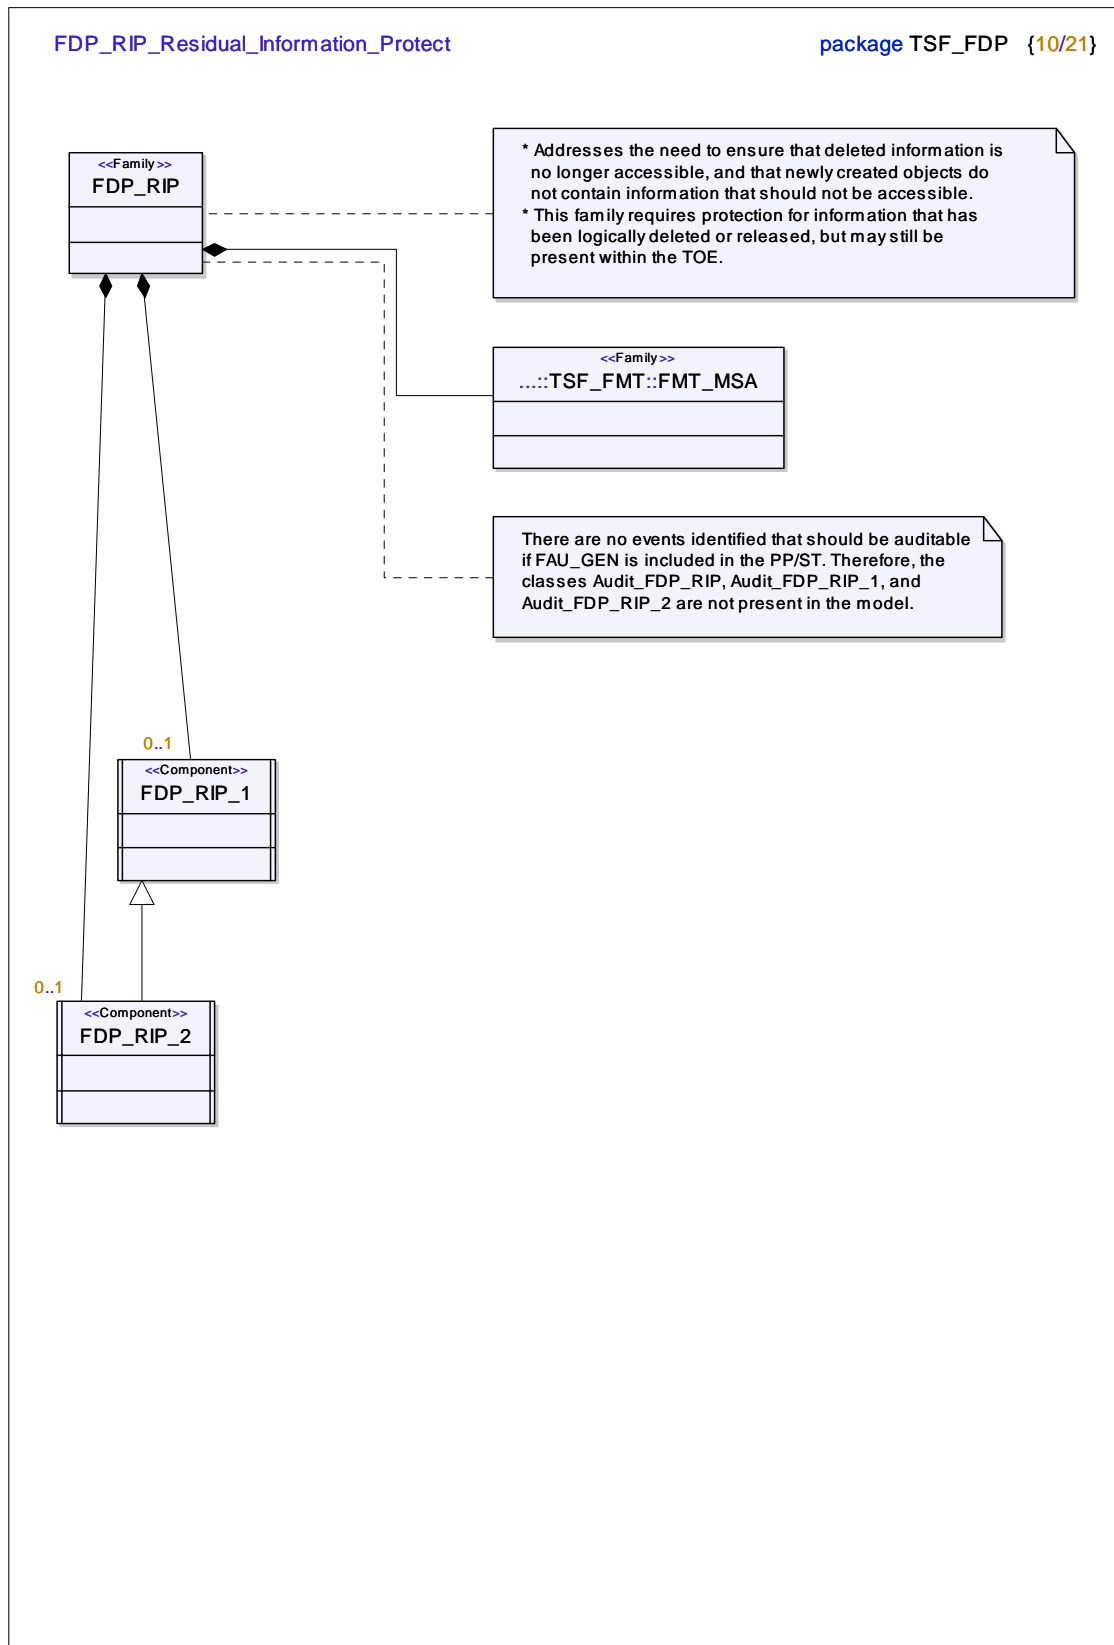 FDP_RIP_Residual_Information_Protect
package TSF_FDP {10/21}
<<Family>>
FDP_RIP
* Addresses the need to ensure that deleted information is
no longer accessible, and that newly created objects do
not contain information that should not be accessible.
* This family requires protection for information that has
been logically deleted or released, but may still be
present within the TOE.
<<Family>>
...::TSF_FMT::FMT_MSA
There are no events identified that should be auditable
if FAU_GEN is included in the PP/ST. Therefore, the
classes Audit_FDP_RIP, Audit_FDP_RIP_1, and
Audit_FDP_RIP_2 are not present in the model.
0..1
<<Component>>
FDP_RIP_1
0..1
<<Component>>
FDP_RIP_2